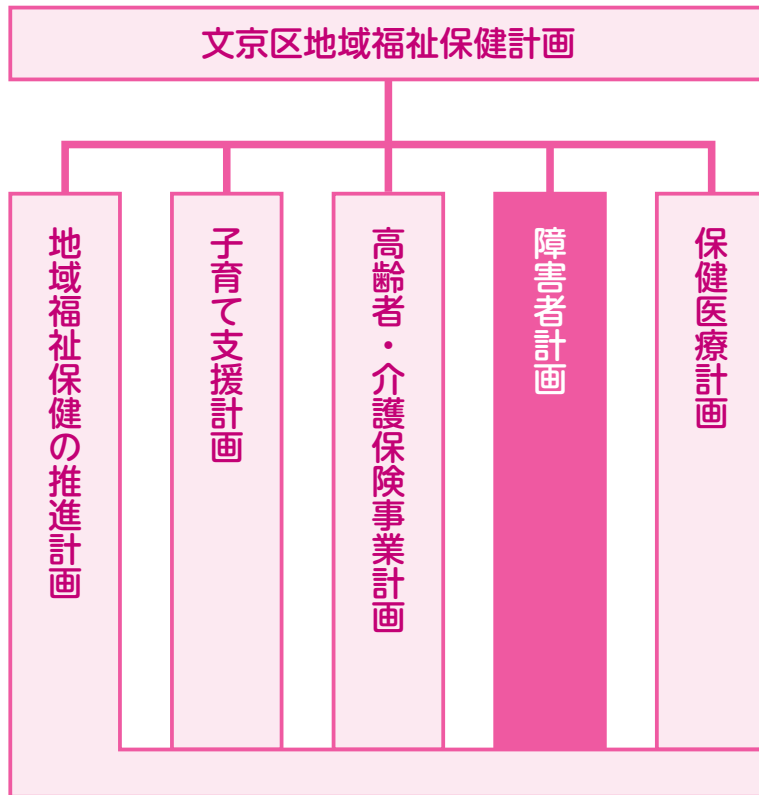 文京区地域福祉保健計画
地域福祉保健の推進計画
子育て支援計画
高齢者・介護保険事業計画
障害者計画
保健医療計画